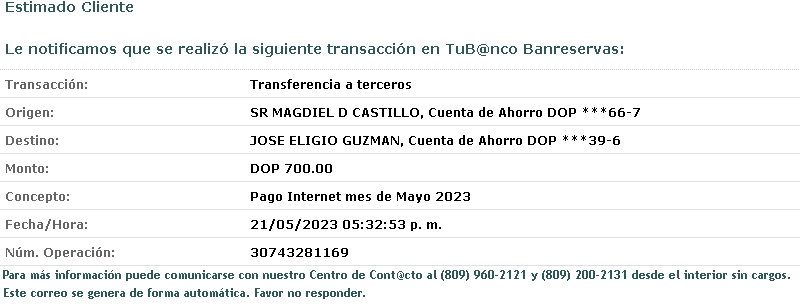 Estimado Cliente
Le notificamos que se realizó la siguiente transacción en TuB@nco Banreservas:
Transacción: Transferencia a terceros
Origen: SR MAGDIEL D CASTILLO, Cuenta de Ahorro DOP ***66-7
Destino: JOSE ELIGIO GUZMAN, Cuenta de Ahorro DOP ***39-6
Monto: DOP 700.00
Concepto: Pago Internet mes de Mayo 2023
Fecha/Hora: 21/05/2023 05:32:53 p. m.
Núm. Operación: 30743281169
Para más información puede comunicarse con nuestro Centro de Cont@cto al (809) 960-2121 y (809) 200-2131 desde el interior sin cargos.
Este correo se genera de forma automática. Favor no responder.